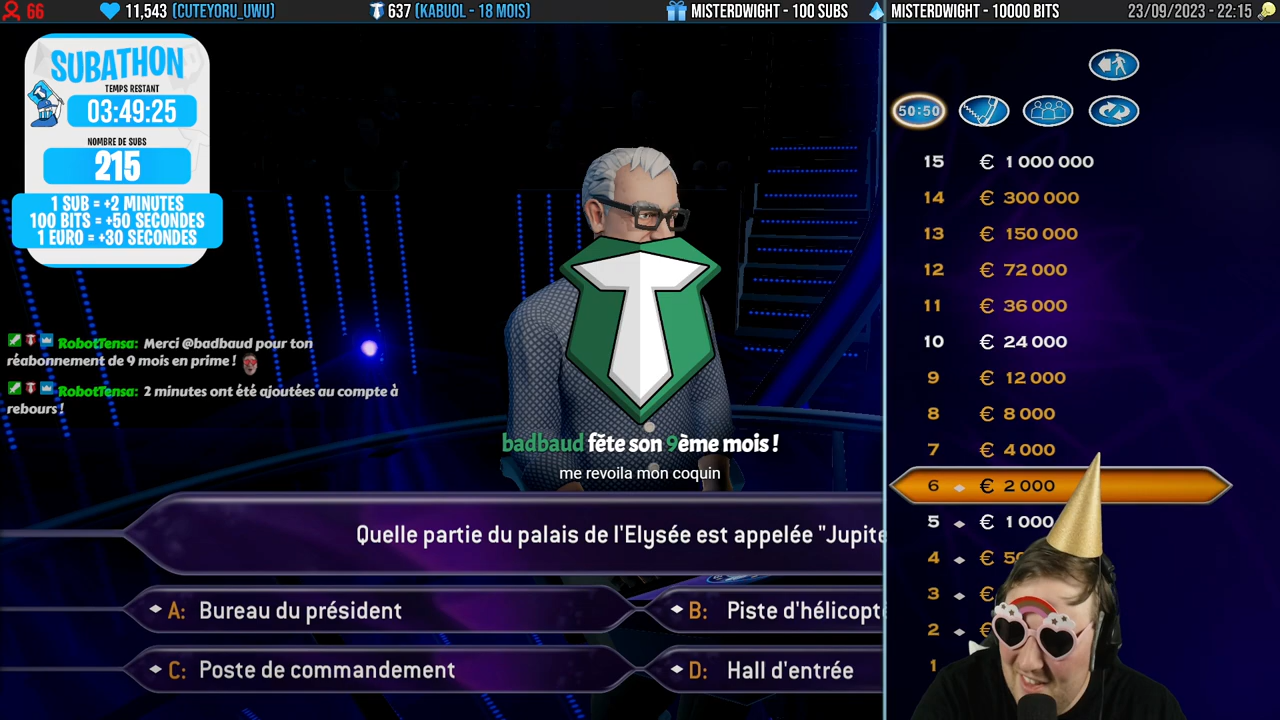 66
11,543 (CUTEYORU_UWU)
637 (KABUOL - 18 MOIS)
MISTERDWIGHT - 100 SUBS
MISTERDWIGHT - 10000 BITS
23/09/2023 - 22:15
SUBATHON
TEMPS RESTANT
03:49:25
NOMBRE DE SUBS
215
1 SUB = +2 MINUTES
100 BITS = +50 SECONDES
1 EURO = +30 SECONDES
50:50
15 € 1 000 000
14 € 300 000
13 € 150 000
12 € 72 000
11 € 36 000
10 € 24 000
9 € 12 000
8 € 8 000
7 € 4 000
6 € 2 000
5 € 1 000
4 € 50
3 €
2 €
1
RobotTensa: Merci @badbaud pour ton
réabonnement de 9 mois en prime !
RobotTensa: 2 minutes ont été ajoutées au compte à
rebours !
badbaud fête son 9ème mois !
me revoila mon coquin
Quelle partie du palais de l'Elysée est appelée "Jupite
A: Bureau du président
B: Piste d'hélicopt
C: Poste de commandement
D: Hall d'entrée